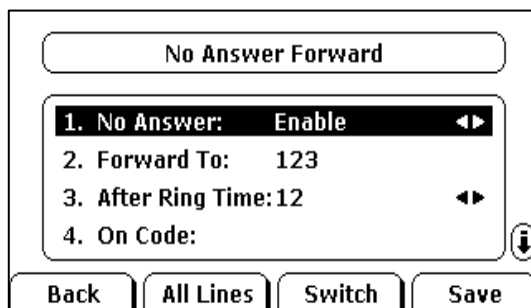 No Answer Forward
1. No Answer: Enable
2. Forward To: 123
3. After Ring Time: 12
4. On Code:
Back All Lines Switch Save